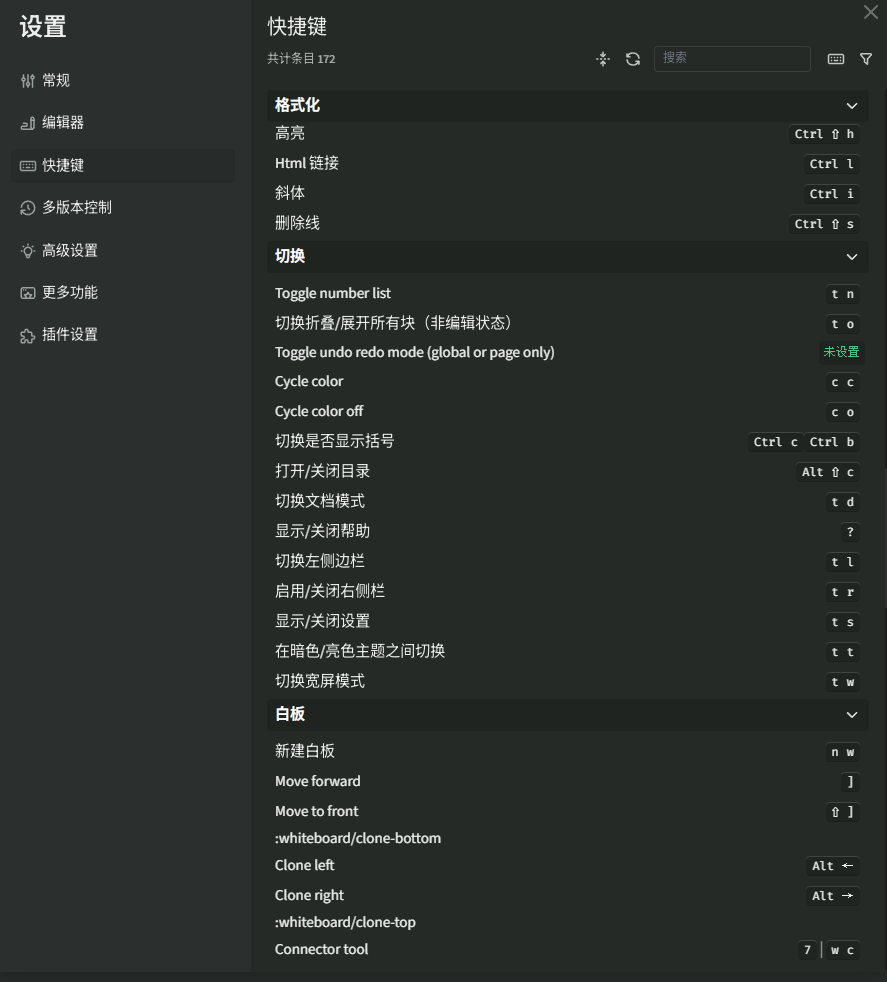 设置
常规
编辑器
快捷键
多版本控制
高级设置
更多功能
插件设置
快捷键
共计条目 172
搜索
格式化
高亮 Ctrl ⇧ h
Html 链接 Ctrl l
斜体 Ctrl i
删除线 Ctrl ⇧ s
切换
Toggle number list t n
切换折叠/展开所有块（非编辑状态） t o
Toggle undo redo mode (global or page only) 未设置
Cycle color c c
Cycle color off c o
切换是否显示括号 Ctrl c Ctrl b
打开/关闭目录 Alt ⇧ c
切换文档模式 t d
显示/关闭帮助 ?
切换左侧边栏 t l
启用/关闭右侧栏 t r
显示/关闭设置 t s
在暗色/亮色主题之间切换 t t
切换宽屏模式 t w
白板
新建白板 n w
Move forward ]
Move to front ⇧ ]
:whiteboard/clone-bottom
Clone left Alt ←
Clone right Alt →
:whiteboard/clone-top
Connector tool 7 | w c